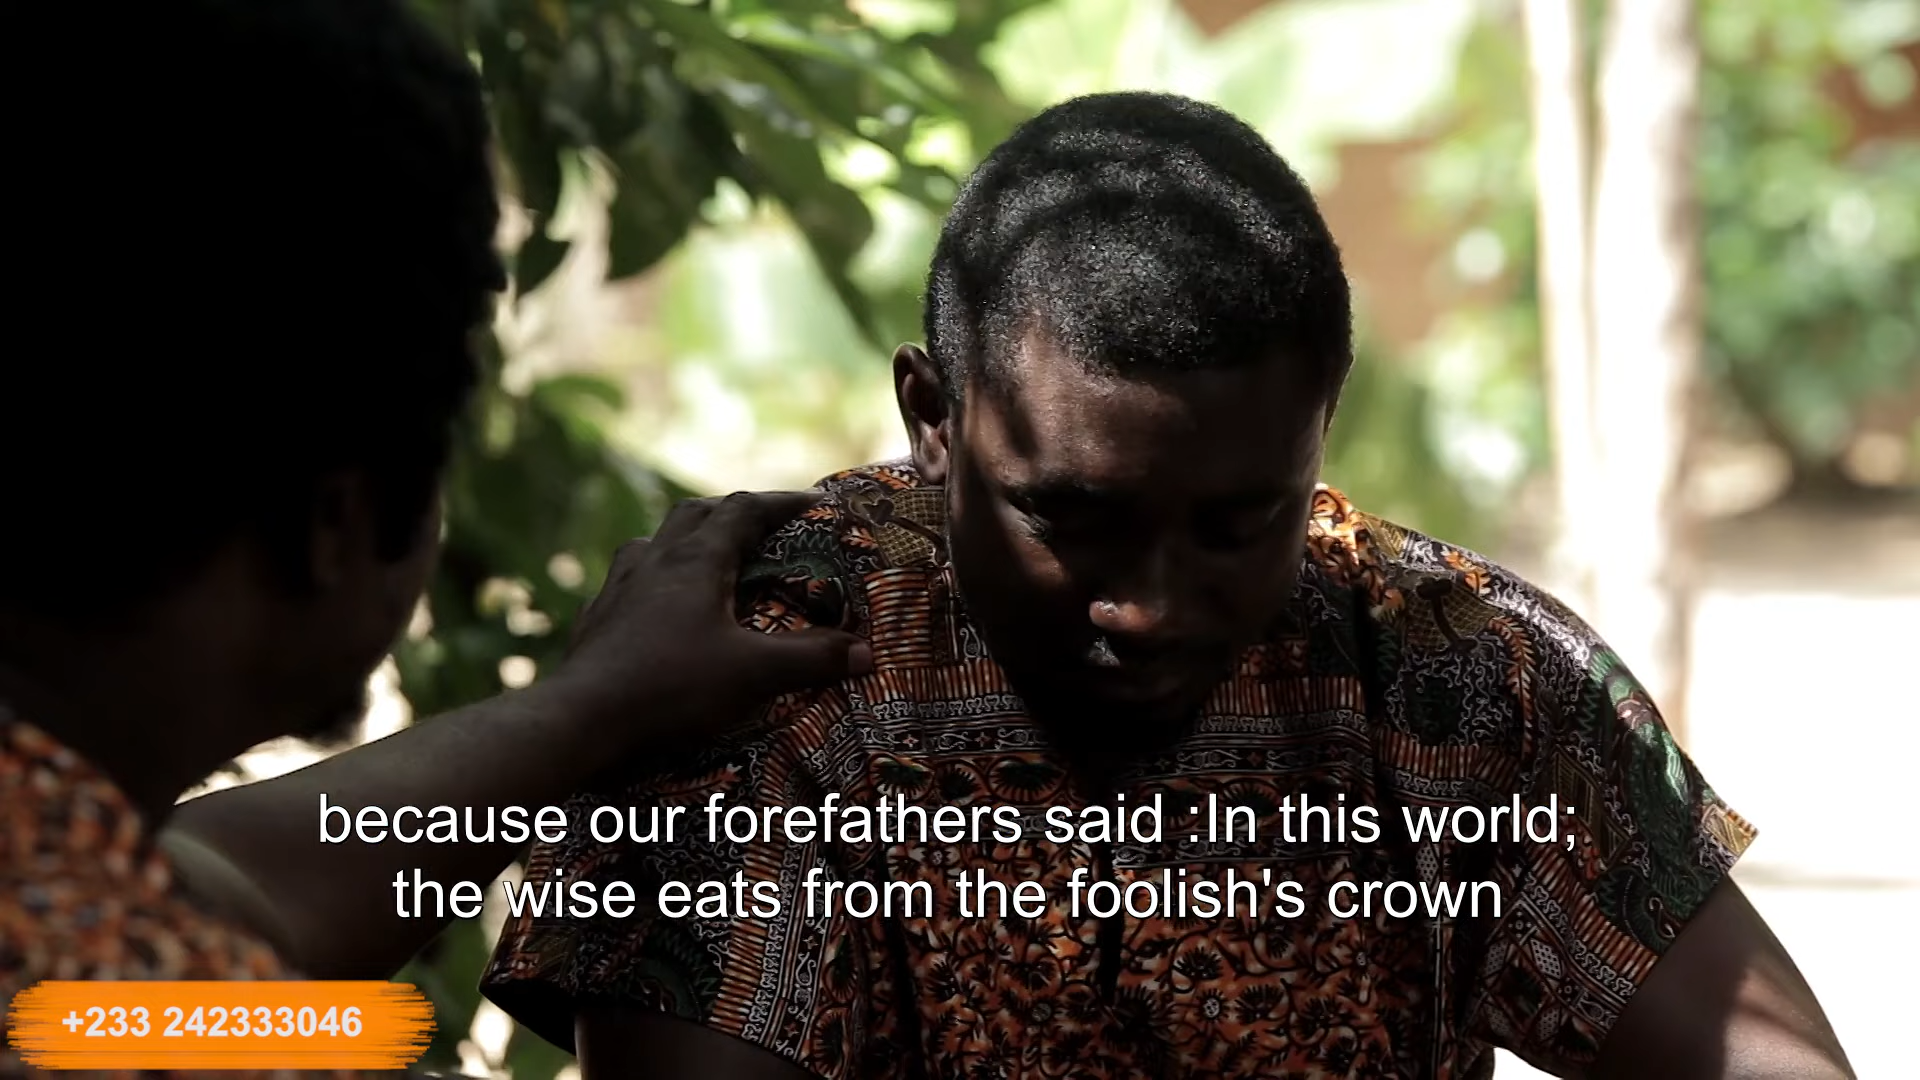 because our forefathers said :In this world;
the wise eats from the foolish's crown
+233 242333046